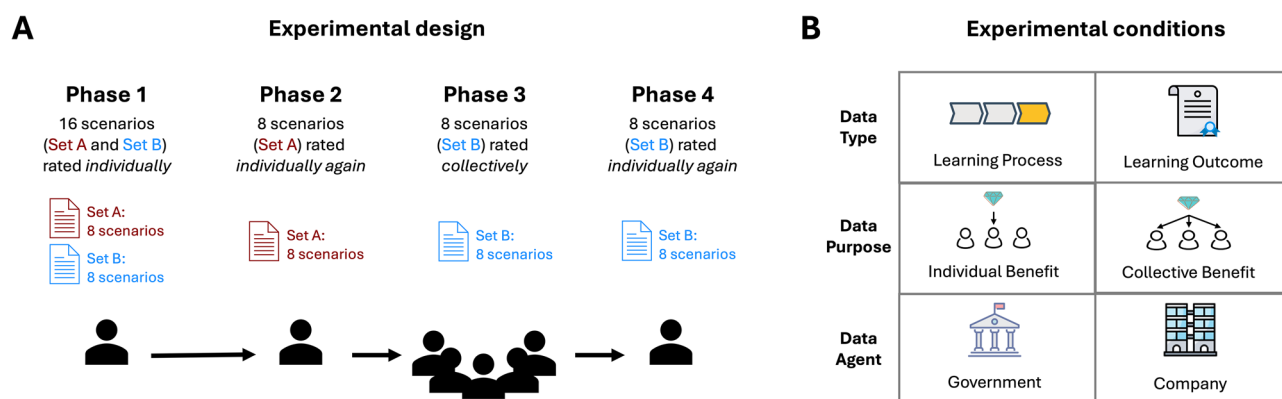 A
Experimental design
Phase 1
16 scenarios
(Set A and Set B)
rated individually
Set A:
8 scenarios
Set B:
8 scenarios
Phase 2
8 scenarios
(Set A) rated
individually again
Set A:
8 scenarios
Phase 3
8 scenarios
(Set B) rated
collectively
Set B:
8 scenarios
Phase 4
8 scenarios
(Set B) rated
individually again
Set B:
8 scenarios
B
Experimental conditions
Data
Type
Learning Process
Learning Outcome
Data
Purpose
Individual Benefit
Collective Benefit
Data
Agent
Government
Company